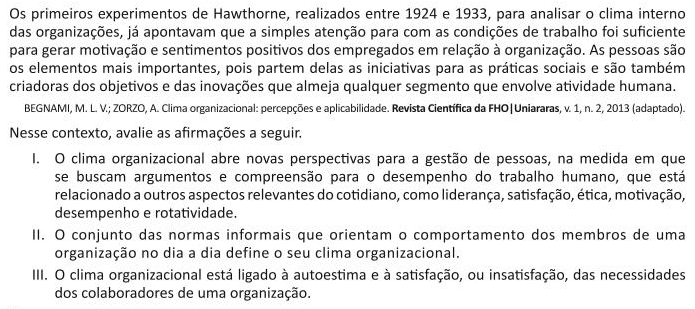 Os primeiros experimentos de Hawthorne, realizados entre 1924 e 1933, para analisar o clima interno
das organizações, já apontavam que a simples atenção para com as condições de trabalho foi suficiente
para gerar motivação e sentimentos positivos dos empregados em relação à organização. As pessoas são
os elementos mais importantes, pois partem delas as iniciativas para as práticas sociais e são também
criadoras dos objetivos e das inovações que almeja qualquer segmento que envolve atividade humana.
BEGNAMI, M. L. V.; ZORZO, A. Clima organizacional: percepções e aplicabilidade. Revista Científica da FHO|Uniararas, v. 1, n. 2, 2013 (adaptado).
Nesse contexto, avalie as afirmações a seguir.
I. O clima organizacional abre novas perspectivas para a gestão de pessoas, na medida em que
se buscam argumentos e compreensão para o desempenho do trabalho humano, que está
relacionado a outros aspectos relevantes do cotidiano, como liderança, satisfação, ética, motivação,
desempenho e rotatividade.
II. O conjunto das normas informais que orientam o comportamento dos membros de uma
organização no dia a dia define o seu clima organizacional.
III. O clima organizacional está ligado à autoestima e à satisfação, ou insatisfação, das necessidades
dos colaboradores de uma organização.